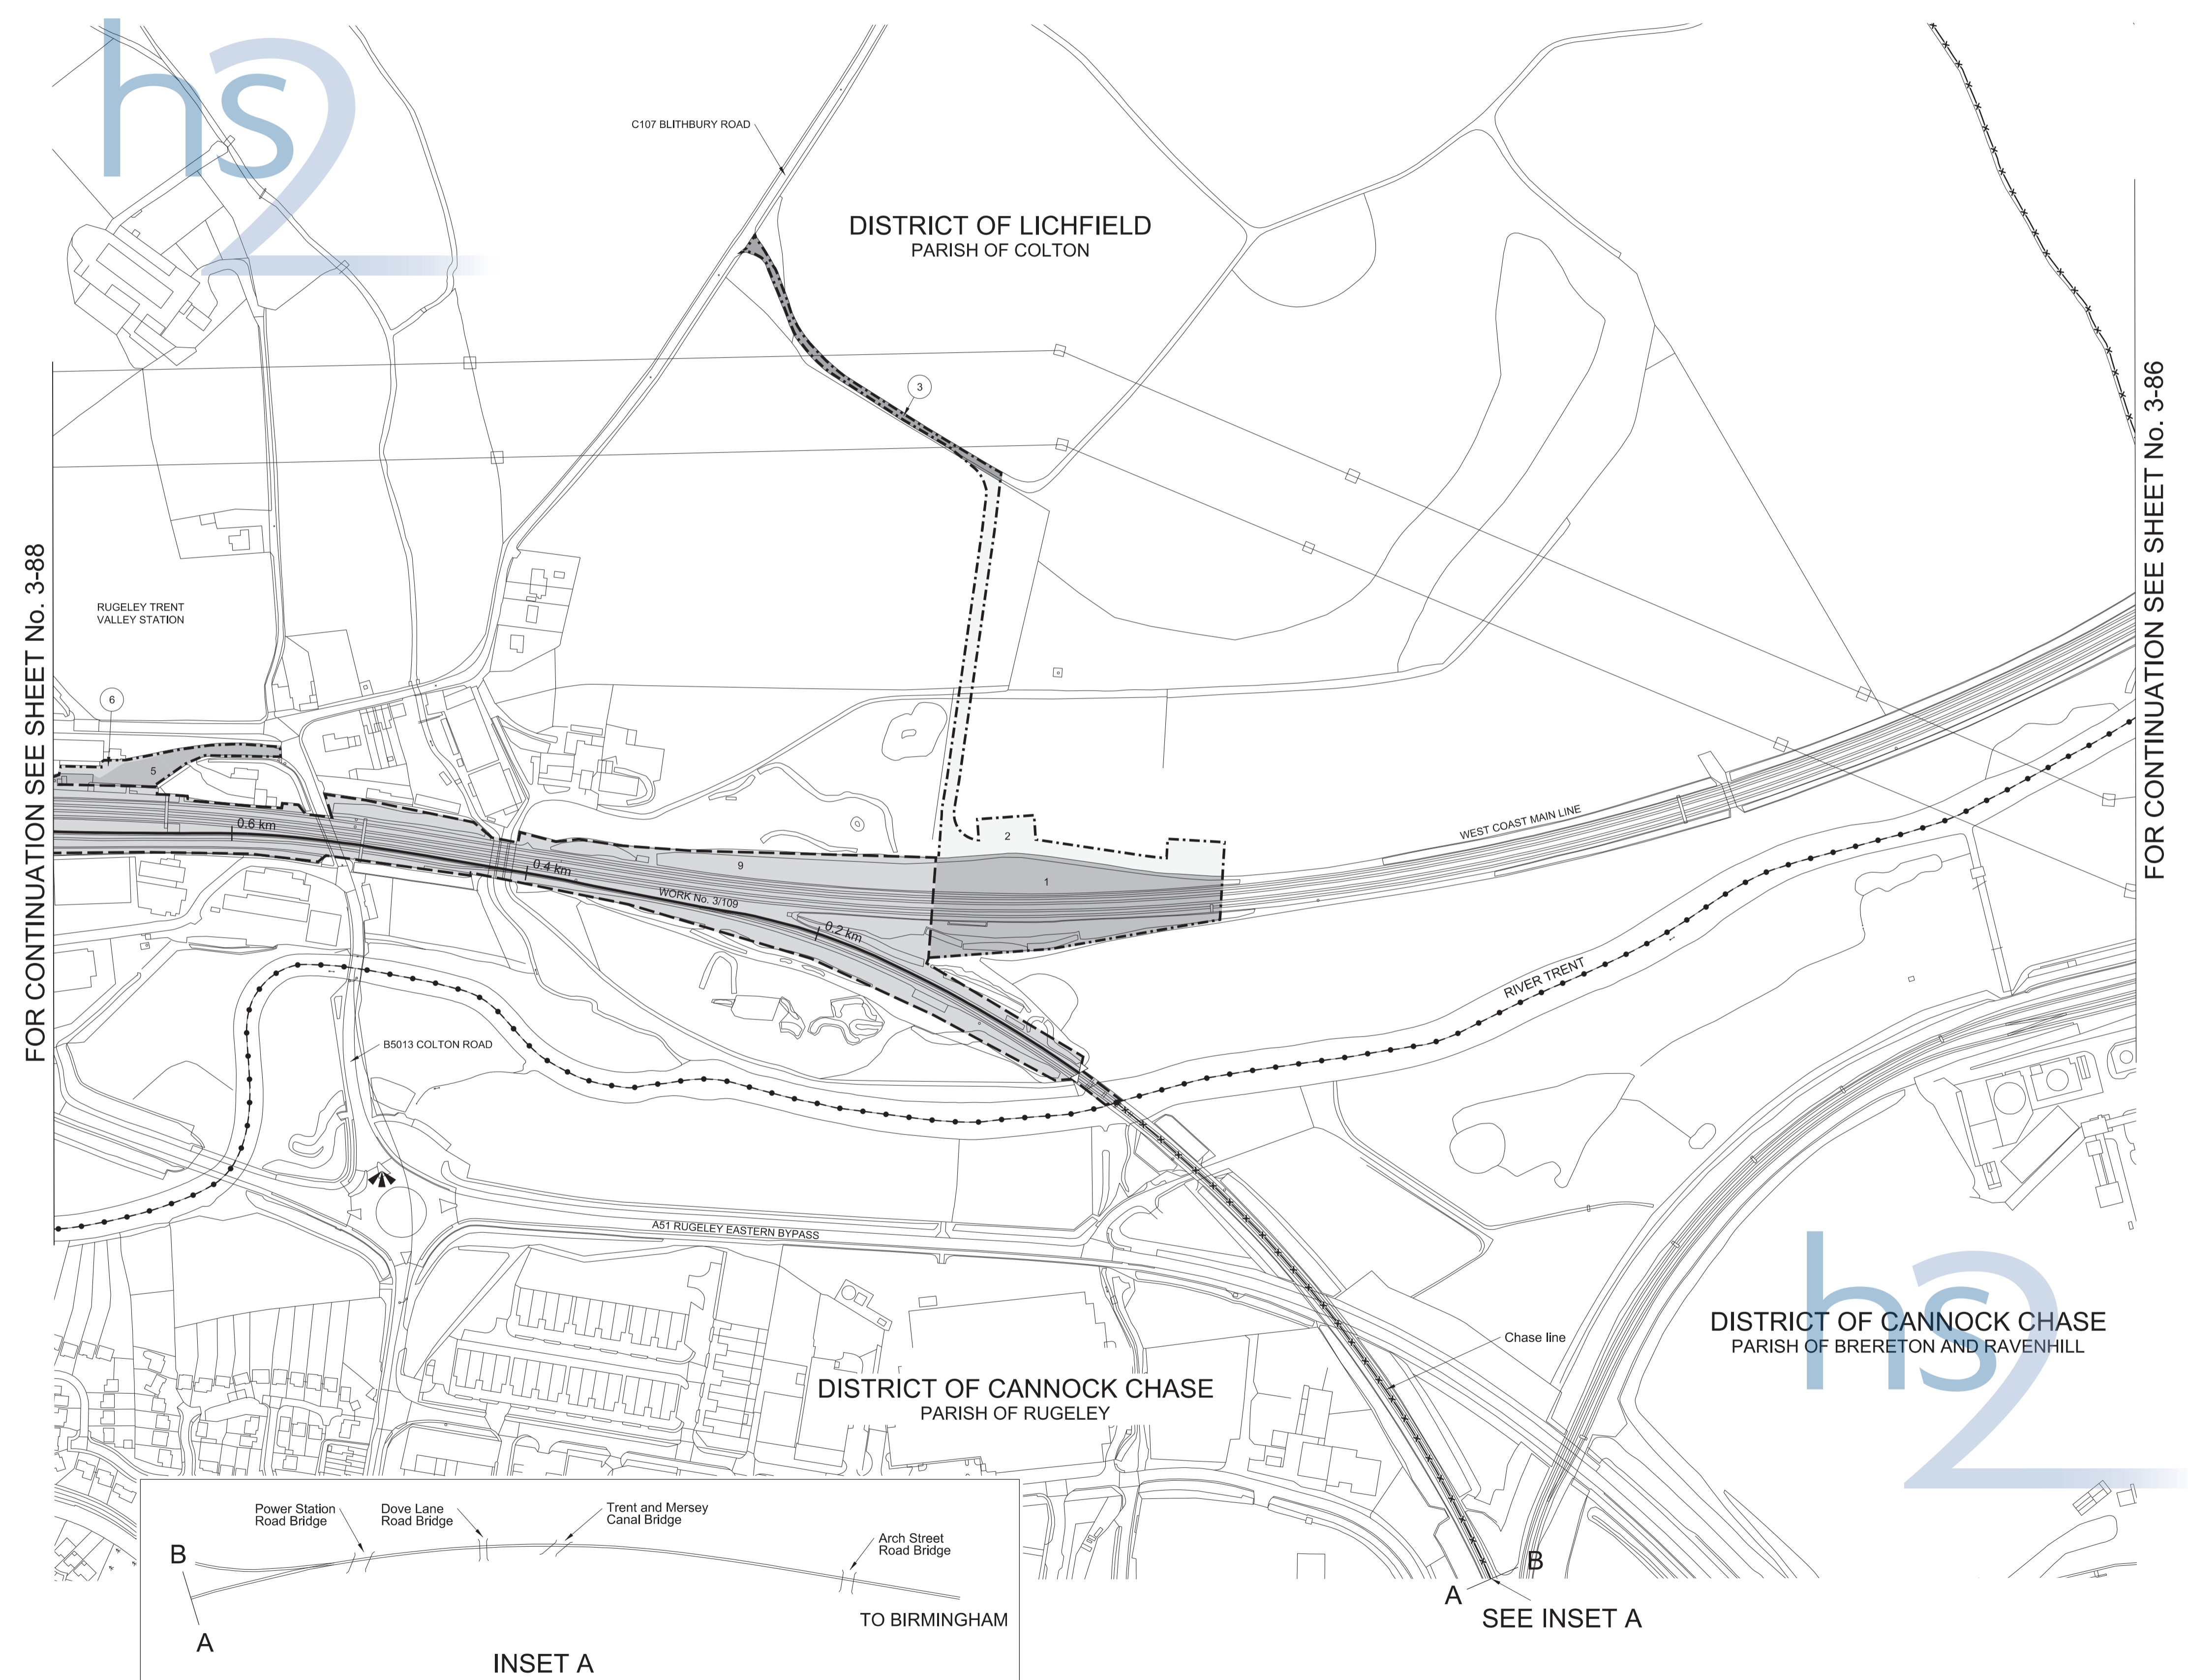 hs2
C107 BLITHBURY ROAD
DISTRICT OF LICHFIELD
PARISH OF COLTON
3
FOR CONTINUATION SEE SHEET No. 3-88
FOR CONTINUATION SEE SHEET No. 3-86
RUGELEY TRENT
VALLEY STATION
6
5
0.6 km
0.4 km
9
WORK No. 3/109
0.2 km
2
1
WEST COAST MAIN LINE
RIVER TRENT
B5013 COLTON ROAD
A51 RUGELEY EASTERN BYPASS
Chase line
hs2
DISTRICT OF CANNOCK CHASE
PARISH OF BRERETON AND RAVENHILL
DISTRICT OF CANNOCK CHASE
PARISH OF RUGELEY
B
A
SEE INSET A
Power Station
Road Bridge
Dove Lane
Road Bridge
Trent and Mersey
Canal Bridge
Arch Street
Road Bridge
B
A
TO BIRMINGHAM
INSET A